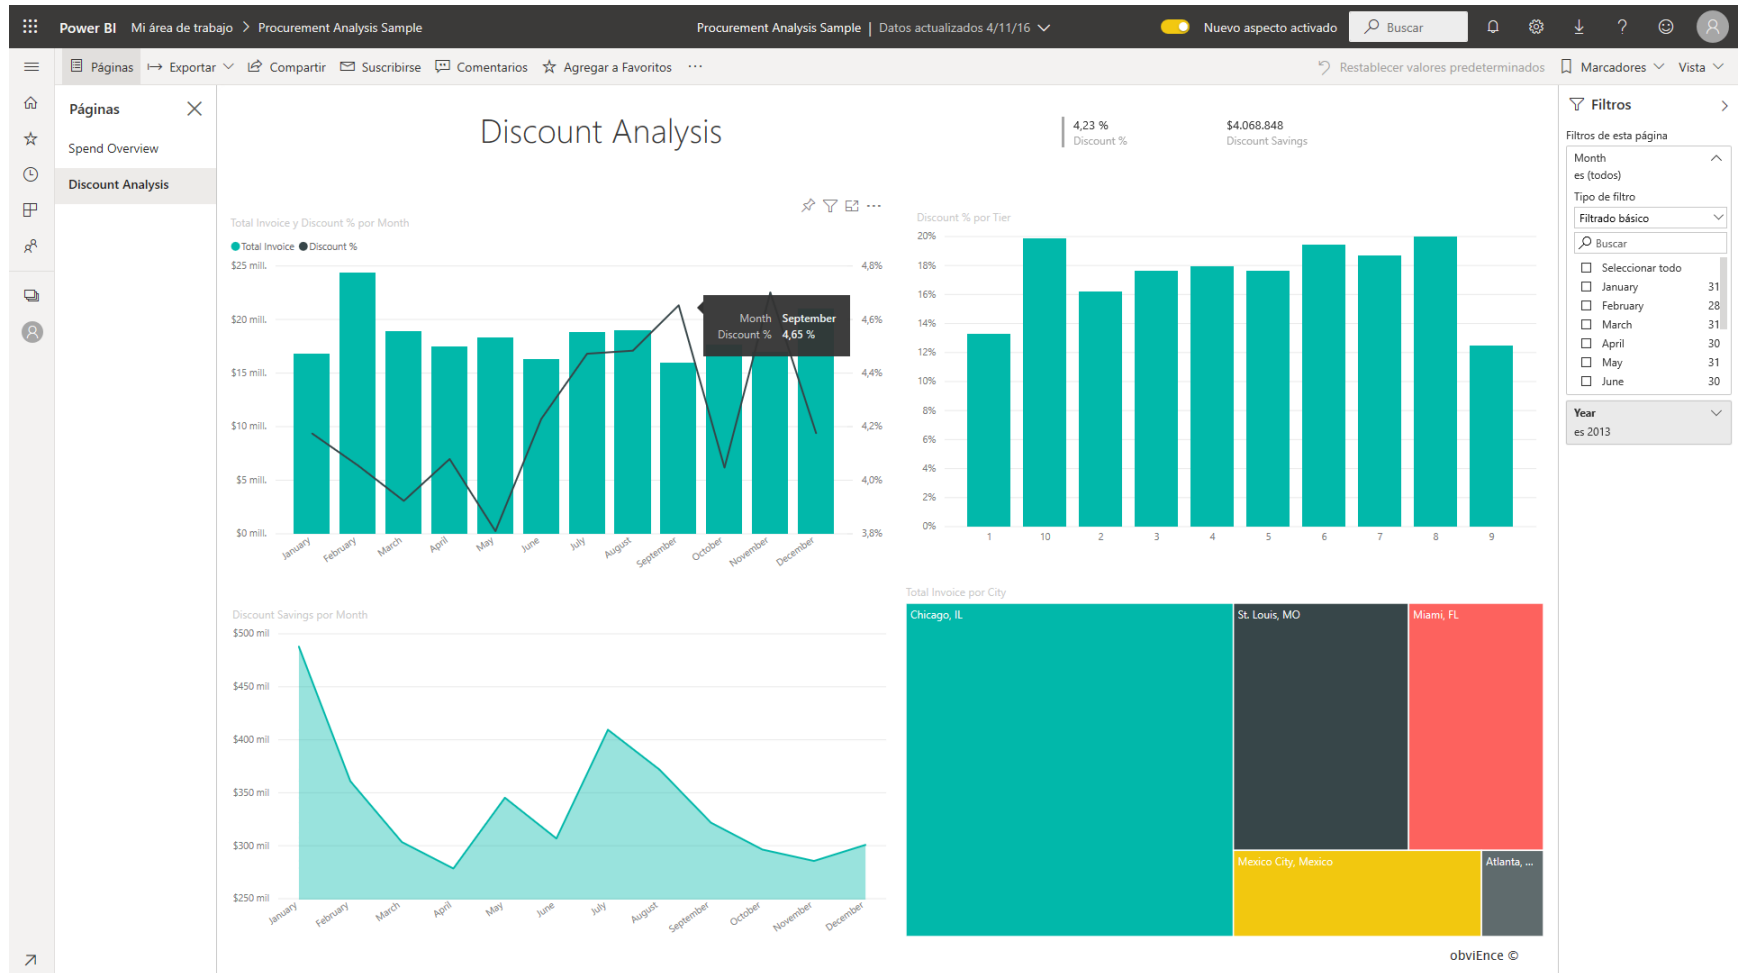 Power BI Mi área de trabajo > Procurement Analysis Sample
Procurement Analysis Sample | Datos actualizados 4/11/16
Nuevo aspecto activado
Buscar
Páginas Exportar Compartir Suscribirse Comentarios Agregar a Favoritos ...
Restablecer valores predeterminados Marcadores Vista
Páginas
Spend Overview
Discount Analysis
Discount Analysis
4,23 %
Discount %
$4.068.848
Discount Savings
Total Invoice y Discount % por Month
Total Invoice Discount %
$25 mill.
$20 mill.
$15 mill.
$10 mill.
$5 mill.
$0 mill.
4,8%
4,6%
4,4%
4,2%
4,0%
3,8%
Month September
Discount % 4,65 %
January February March April May June July August September October November December
Discount % por Tier
20%
18%
16%
14%
12%
10%
8%
6%
4%
2%
0%
1 10 2 3 4 5 6 7 8 9
Discount Savings por Month
$500 mil
$450 mil
$400 mil
$350 mil
$300 mil
$250 mil
January February March April May June July August September October November December
Total Invoice por City
Chicago, IL
St. Louis, MO
Miami, FL
Mexico City, Mexico
Atlanta, ...
obviEnce ©
Filtros
Filtros de esta página
Month
es (todos)
Tipo de filtro
Filtrado básico
Buscar
Seleccionar todo
January 31
February 28
March 31
April 30
May 31
June 30
Year
es 2013